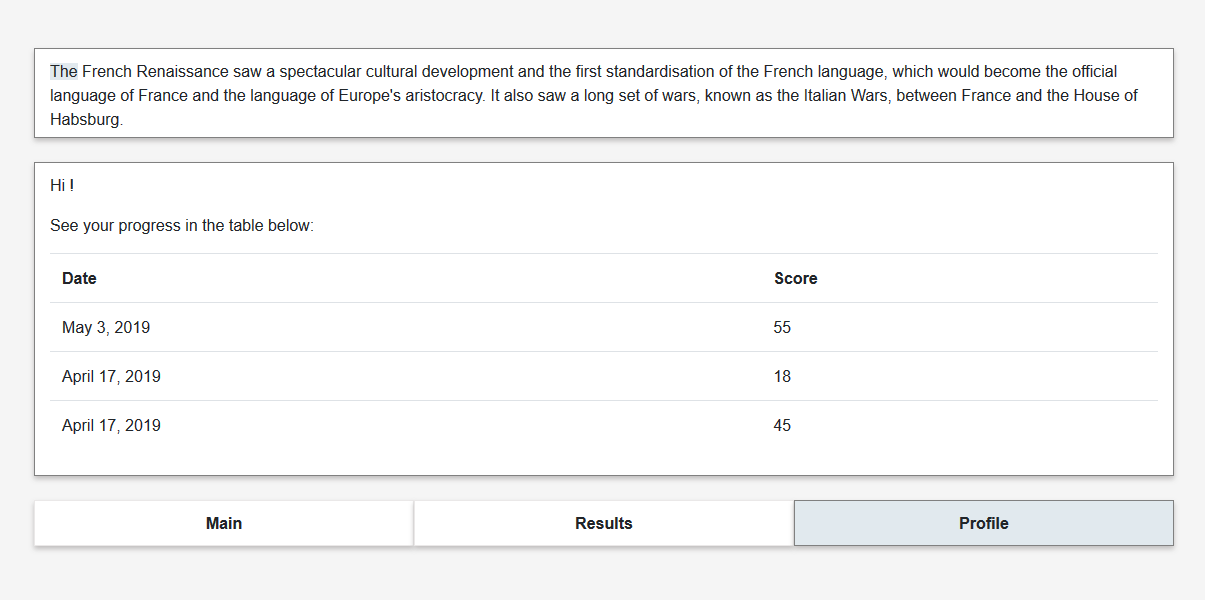 The French Renaissance saw a spectacular cultural development and the first standardisation of the French language, which would become the official
language of France and the language of Europe's aristocracy. It also saw a long set of wars, known as the Italian Wars, between France and the House of
Habsburg.
Hi !
See your progress in the table below:
Date Score
May 3, 2019 55
April 17, 2019 18
April 17, 2019 45
Main Results Profile